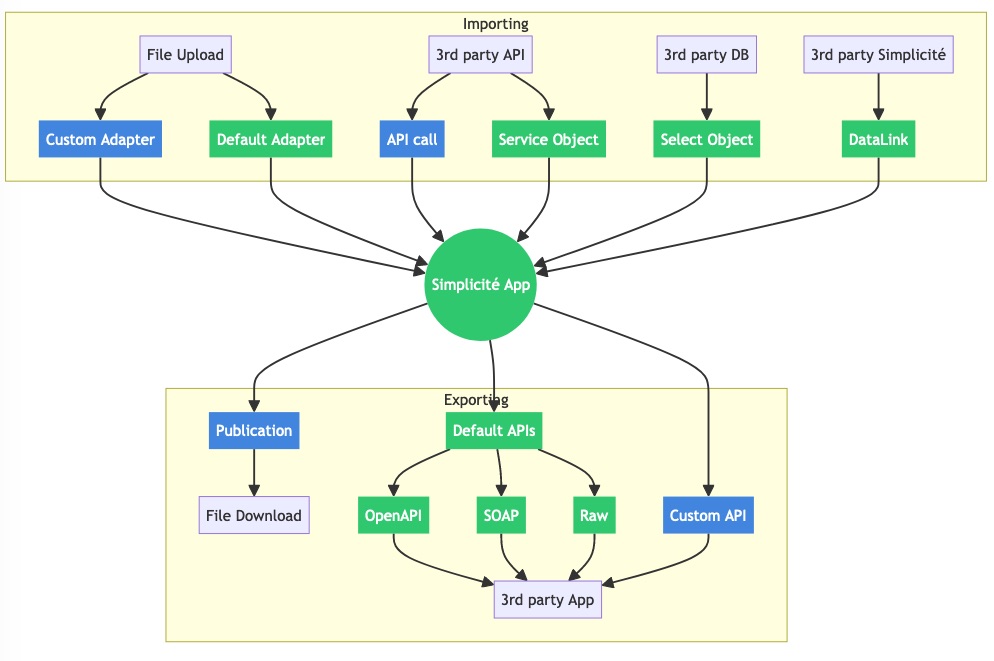 Importing
File Upload
3rd party API
3rd party DB
3rd party Simplicité
Custom Adapter
Default Adapter
API call
Service Object
Select Object
DataLink
Simplicité App
Exporting
Publication
Default APIs
File Download
OpenAPI
SOAP
Raw
Custom API
3rd party App